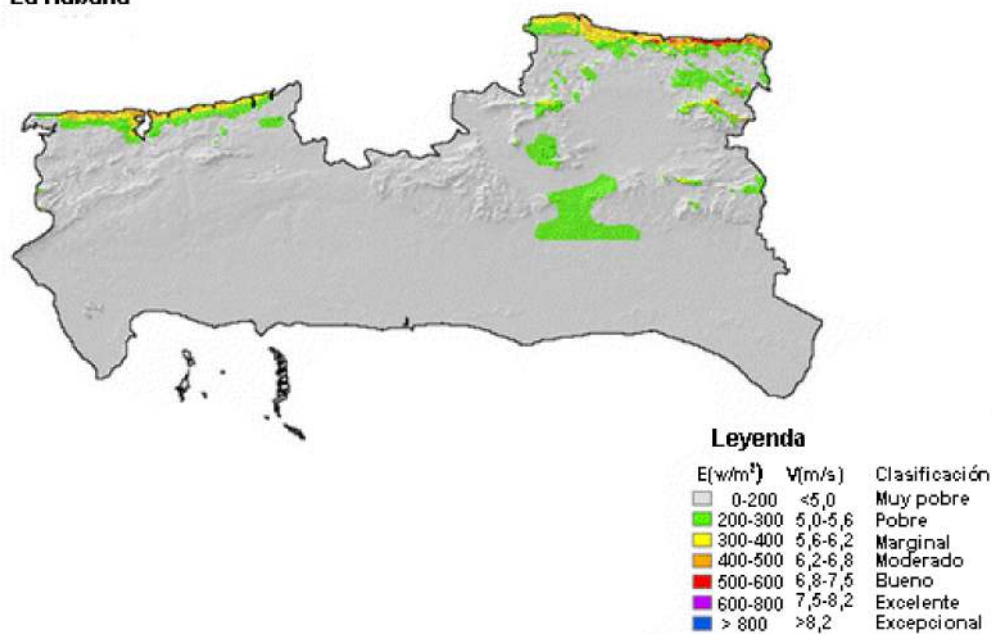 La Habana
Leyenda
E(w/m²) V(m/s) Clasificación
0-200 <5,0 Muy pobre
200-300 5,0-5,6 Pobre
300-400 5,6-6,2 Marginal
400-500 6,2-6,8 Moderado
500-600 6,8-7,5 Bueno
600-800 7,5-8,2 Excelente
> 800 >8,2 Excepcional